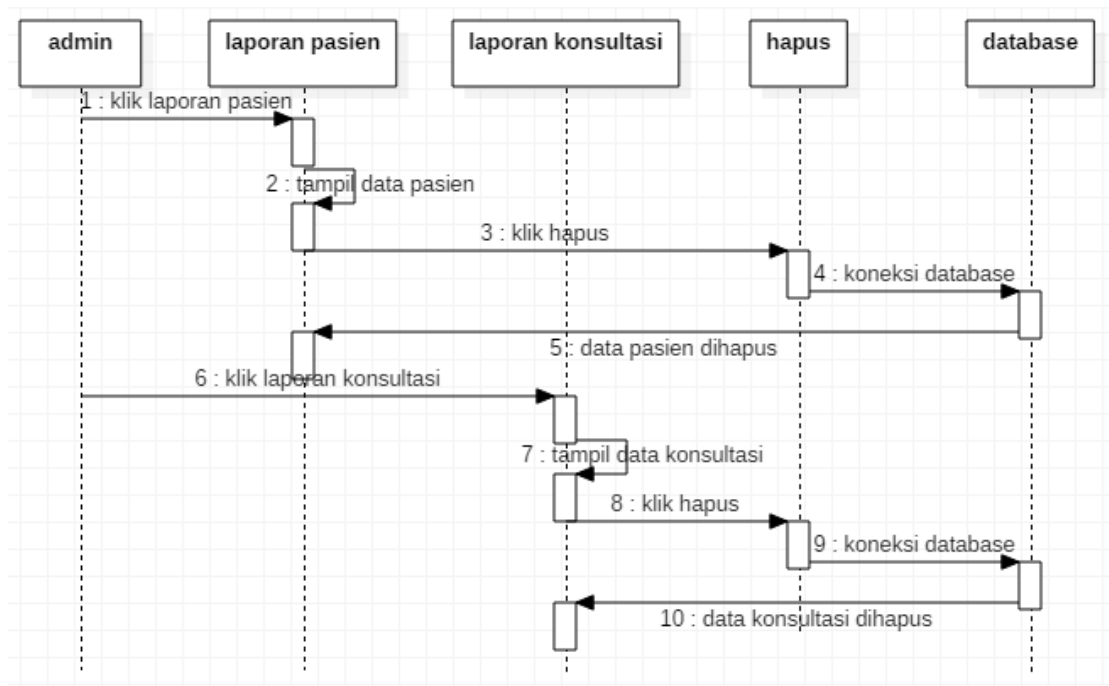 admin
laporan pasien
laporan konsultasi
hapus
database
1 : klik laporan pasien
2 : tampil data pasien
3 : klik hapus
4 : koneksi database
5 : data pasien dihapus
6 : klik laporan konsultasi
7 : tampil data konsultasi
8 : klik hapus
9 : koneksi database
10 : data konsultasi dihapus